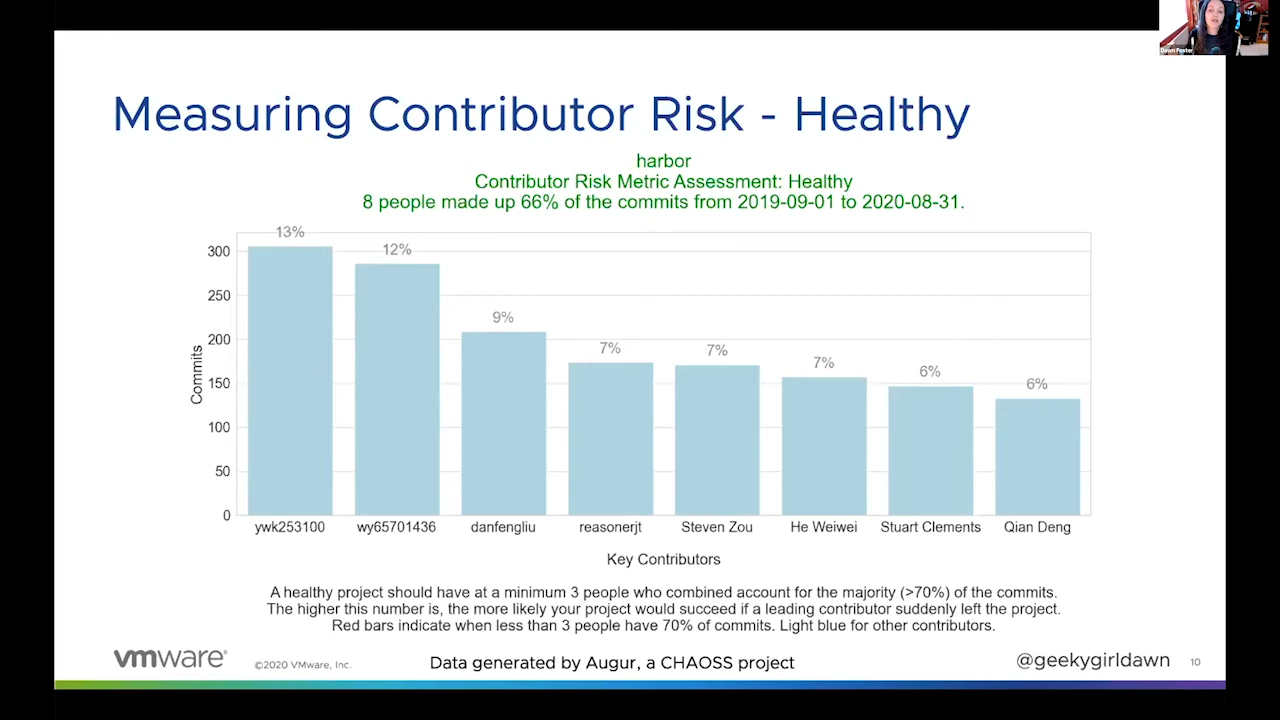 Dawn Foster
Measuring Contributor Risk - Healthy
harbor
Contributor Risk Metric Assessment: Healthy
8 people made up 66% of the commits from 2019-09-01 to 2020-08-31.
13%
12%
9%
7%
7%
7%
6%
6%
300
250
200
150
100
50
0
Commits
ywk253100
wy65701436
danfengliu
reasonerjt
Steven Zou
He Weiwei
Stuart Clements
Qian Deng
Key Contributors
A healthy project should have at a minimum 3 people who combined account for the majority (>70%) of the commits.
The higher this number is, the more likely your project would succeed if a leading contributor suddenly left the project.
Red bars indicate when less than 3 people have 70% of commits. Light blue for other contributors.
vmware®
©2020 VMware, Inc.
Data generated by Augur, a CHAOSS project
@geekygirldawn
10